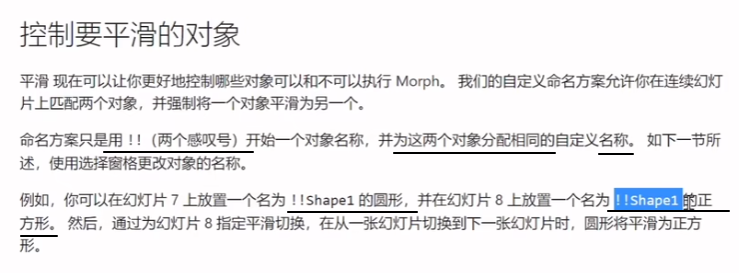 控制要平滑的对象
平滑 现在可以让你更好地控制哪些对象可以和不可以执行 Morph。 我们的自定义命名方案允许你在连续幻灯
片上匹配两个对象，并强制将一个对象平滑为另一个。
命名方案只是用 !!（两个感叹号）开始一个对象名称，并为这两个对象分配相同的自定义名称。 如下一节所
述，使用选择窗格更改对象的名称。
例如，你可以在幻灯片 7 上放置一个名为 !!Shape1 的圆形，并在幻灯片 8 上放置一个名为 !!Shape1 的正
方形。 然后，通过为幻灯片 8 指定平滑切换，在从一张幻灯片切换到下一张幻灯片时，圆形将平滑为正方
形。